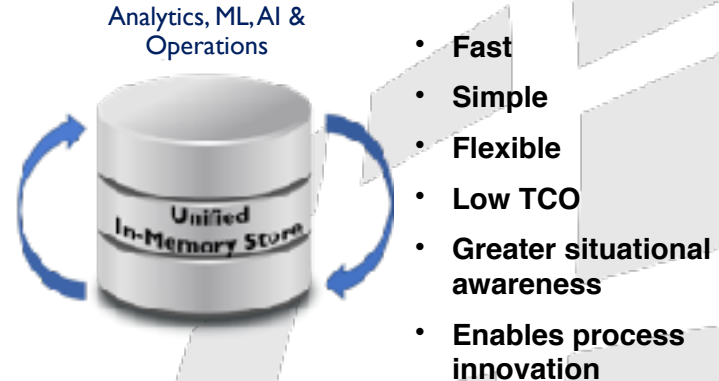 Analytics, ML, AI &
Operations
Unified
In-Memory Store
• Fast
• Simple
• Flexible
• Low TCO
• Greater situational
awareness
• Enables process
innovation